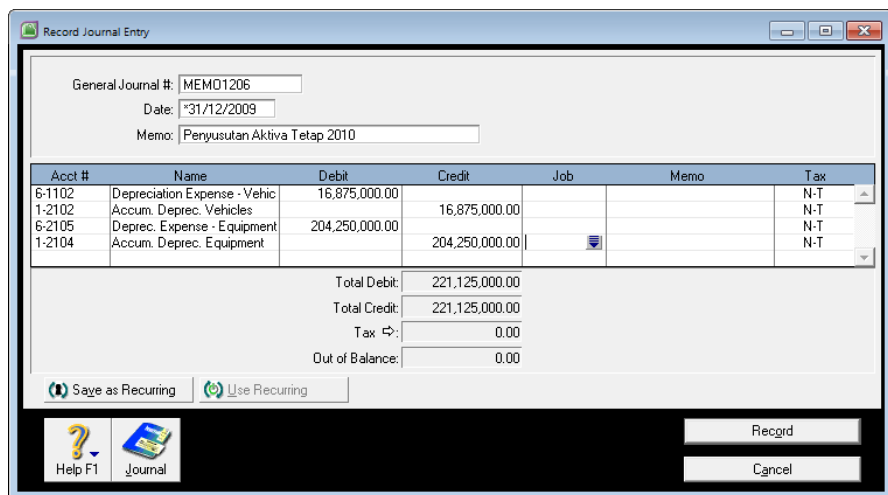 Record Journal Entry
General Journal #: MEMO1206
Date: *31/12/2009
Memo: Penyusutan Aktiva Tetap 2010
Acct # Name Debit Credit Job Memo Tax
6-1102 Depreciation Expense - Vehic 16,875,000.00 N-T
1-2102 Accum. Deprec. Vehicles 16,875,000.00 N-T
6-2105 Deprec. Expense - Equipment 204,250,000.00 N-T
1-2104 Accum. Deprec. Equipment 204,250,000.00 N-T
Total Debit: 221,125,000.00
Total Credit: 221,125,000.00
Tax ⇨: 0.00
Out of Balance: 0.00
Save as Recurring Use Recurring
Help F1 Journal
Record
Cancel